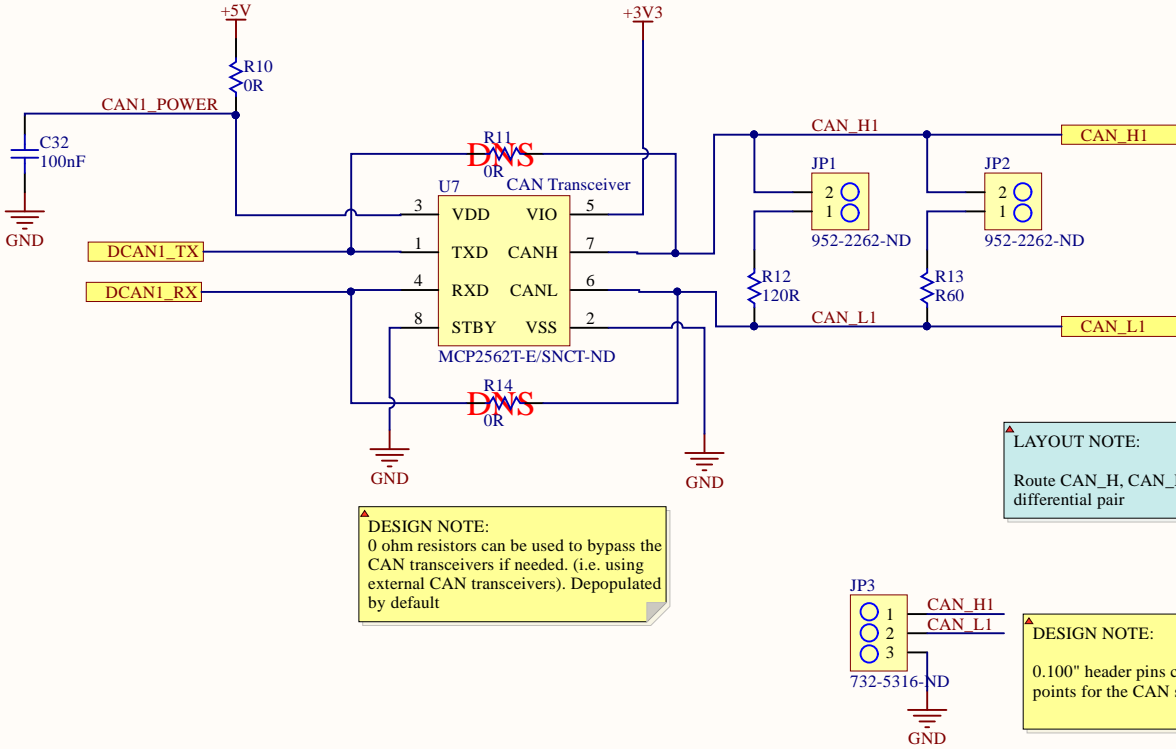 +5V
+3V3
R10
0R
CAN1_POWER
C32
100nF
GND
R11
DNS
0R
U7
CAN Transceiver
3 VDD VIO 5
1 TXD CANH 7
4 RXD CANL 6
8 STBY VSS 2
MCP2562T-E/SNCT-ND
DCAN1_TX
DCAN1_RX
R14
DNS
0R
GND
GND
CAN_H1
CAN_H1
JP1
2
1
952-2262-ND
JP2
2
1
952-2262-ND
R12
120R
R13
R60
CAN_L1
CAN_L1
LAYOUT NOTE:
Route CAN_H, CAN_
differential pair
DESIGN NOTE:
0 ohm resistors can be used to bypass the
CAN transceivers if needed. (i.e. using
external CAN transceivers). Depopulated
by default
JP3
1 CAN_H1
2 CAN_L1
3
732-5316-ND
GND
DESIGN NOTE:
0.100" header pins
points for the CAN